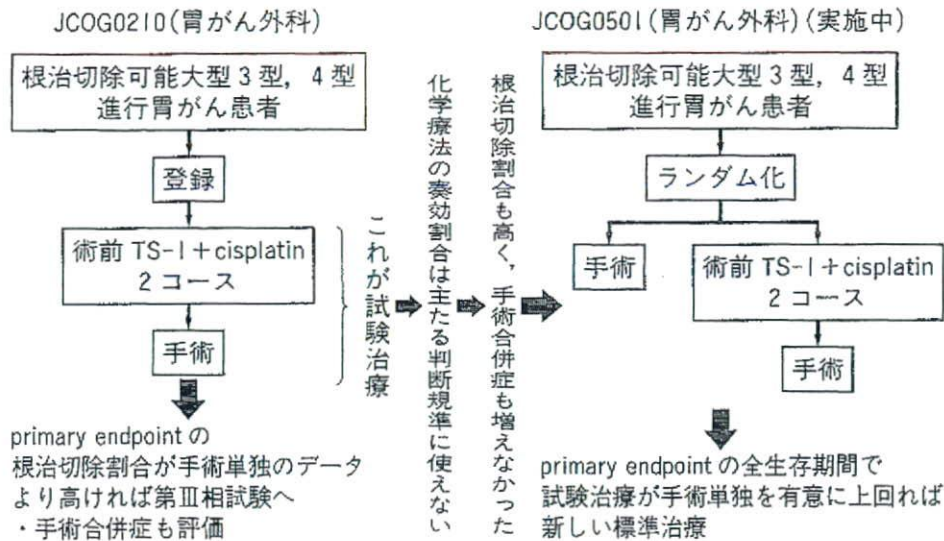 JCOG0210(胃がん外科)
根治切除可能大型3型，4型
進行胃がん患者
登録
術前 TS-1＋cisplatin
2コース
手術
これが試験治療
primary endpoint の
根治切除割合が手術単独のデータ
より高ければ第Ⅲ相試験へ
・手術合併症も評価
化学療法の奏効割合は主たる判断規準に使えない
根治切除割合も高く，手術合併症も増えなかった
JCOG0501(胃がん外科)(実施中)
根治切除可能大型3型，4型
進行胃がん患者
ランダム化
手術
術前 TS-1＋cisplatin
2コース
手術
primary endpoint の全生存期間で
試験治療が手術単独を有意に上回れば
新しい標準治療